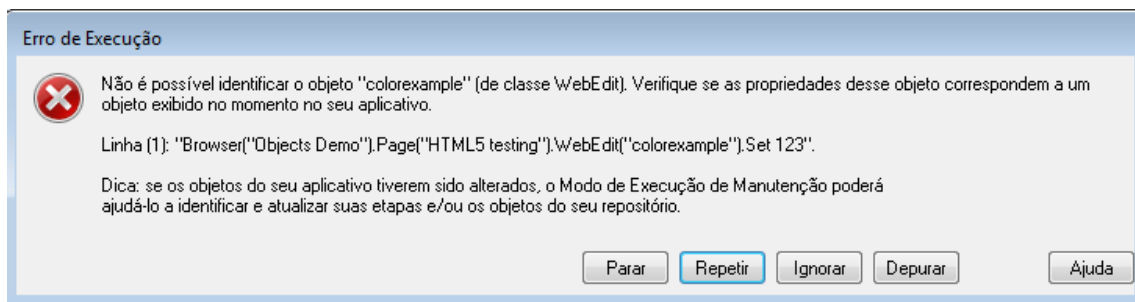 Erro de Execução
Não é possível identificar o objeto "colorexample" (de classe WebEdit). Verifique se as propriedades desse objeto correspondem a um
objeto exibido no momento no seu aplicativo.
Linha (1): "Browser("Objects Demo").Page("HTML5 testing").WebEdit("colorexample").Set 123".
Dica: se os objetos do seu aplicativo tiverem sido alterados, o Modo de Execução de Manutenção poderá
ajudá-lo a identificar e atualizar suas etapas e/ou os objetos do seu repositório.
Parar Repetir Ignorar Depurar Ajuda